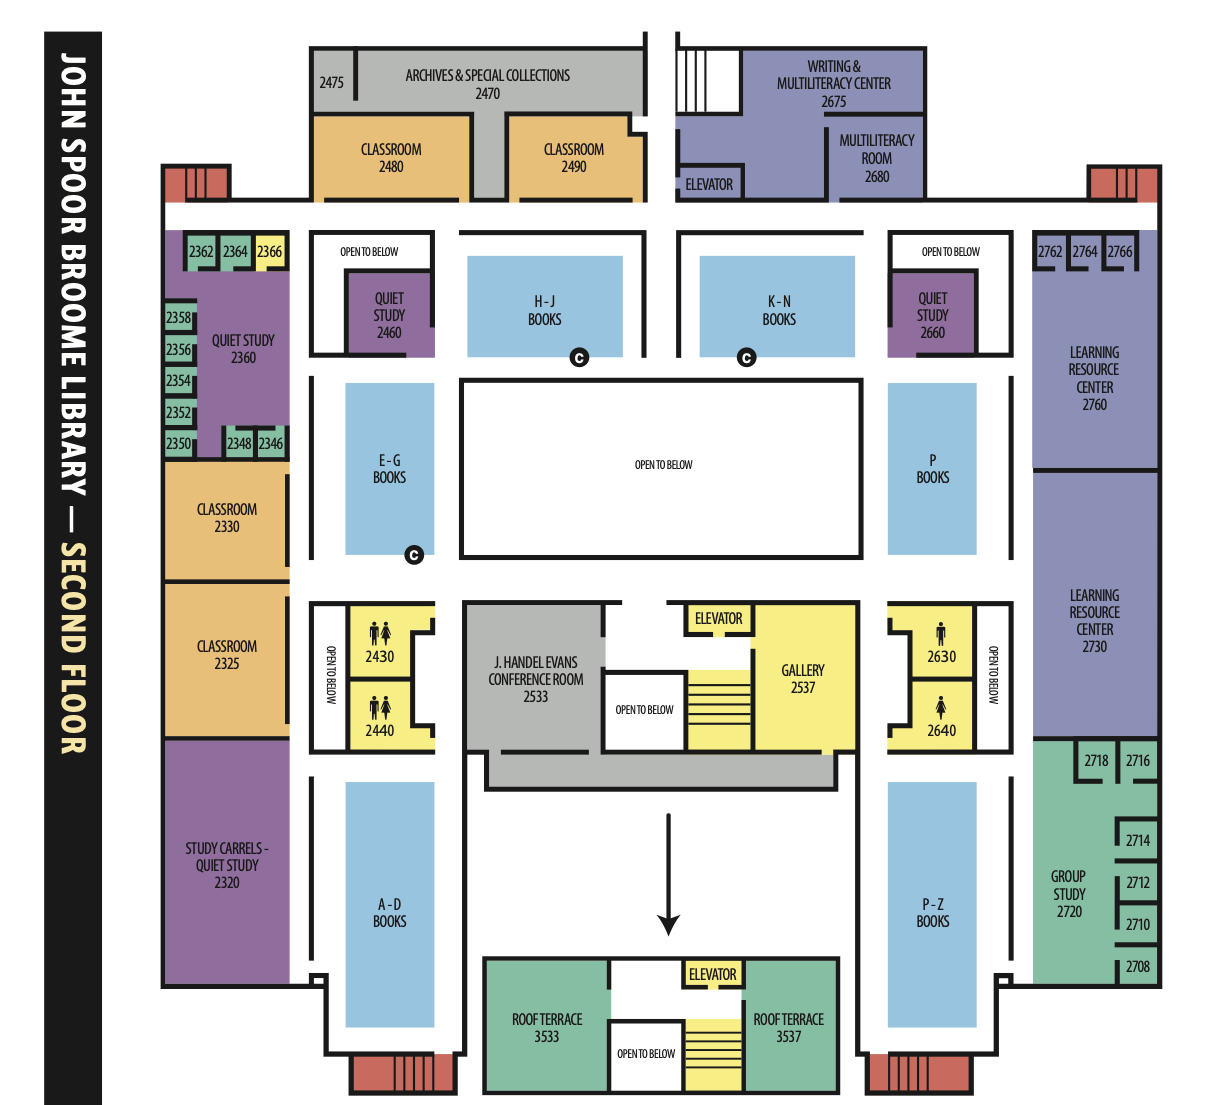 JOHN SPOOR BROOME LIBRARY — SECOND FLOOR
2475
ARCHIVES & SPECIAL COLLECTIONS
2470
WRITING &
MULTILITERACY CENTER
2675
CLASSROOM
2480
CLASSROOM
2490
MULTILITERACY
ROOM
2680
ELEVATOR
2362
2364
2366
OPEN TO BELOW
OPEN TO BELOW
2762
2764
2766
QUIET
STUDY
2460
H - J
BOOKS
K - N
BOOKS
QUIET
STUDY
2660
2358
2356
2354
2352
2350
QUIET STUDY
2360
2348
2346
C
C
LEARNING
RESOURCE
CENTER
2760
E - G
BOOKS
C
OPEN TO BELOW
P
BOOKS
CLASSROOM
2330
CLASSROOM
2325
OPEN TO BELOW
2430
2440
J. HANDEL EVANS
CONFERENCE ROOM
2533
ELEVATOR
OPEN TO BELOW
GALLERY
2537
2630
2640
OPEN TO BELOW
LEARNING
RESOURCE
CENTER
2730
STUDY CARRELS -
QUIET STUDY
2320
A - D
BOOKS
P - Z
BOOKS
2718
2716
2714
2712
2710
2708
GROUP
STUDY
2720
ROOF TERRACE
3533
ELEVATOR
OPEN TO BELOW
ROOF TERRACE
3537